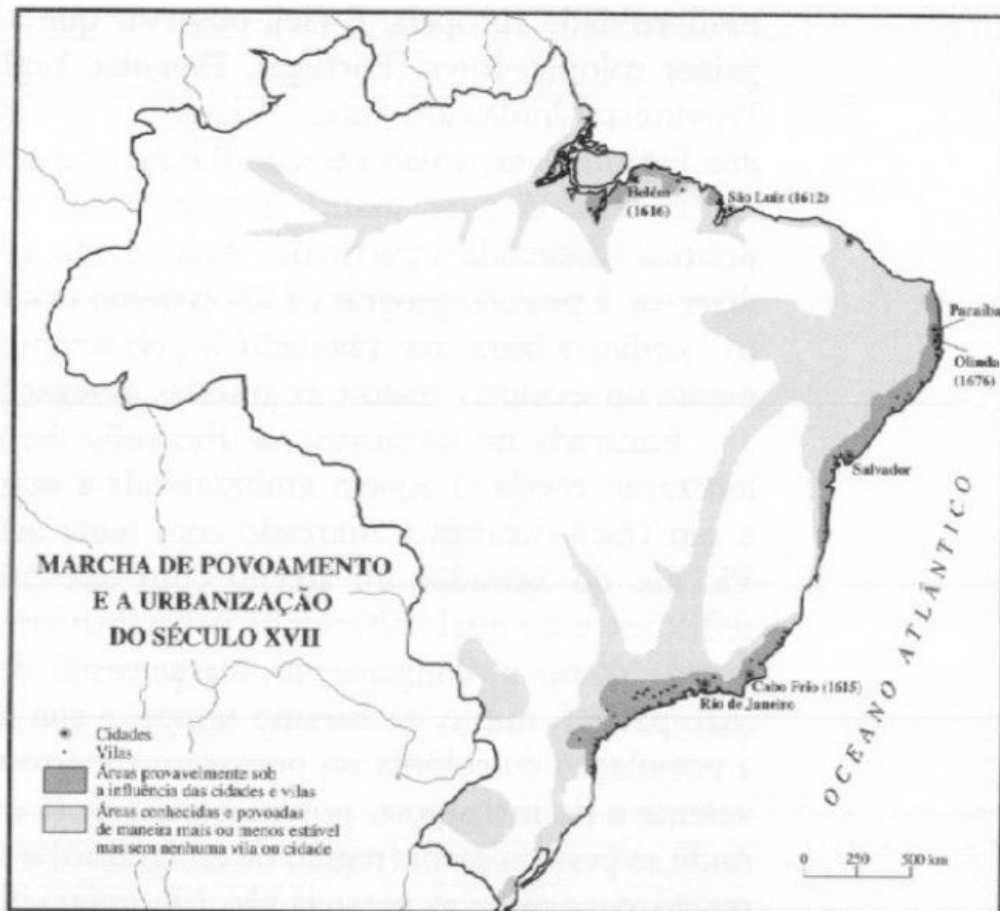 Belém
(1616)
São Luiz (1612)
Paraíba
Olinda
(1676)
Salvador
Cabo Frio (1615)
Rio de Janeiro
OCEANO ATLÂNTICO
MARCHA DE POVOAMENTO
E A URBANIZAÇÃO
DO SÉCULO XVII
Cidades
Vilas
Áreas provavelmente sob
a influência das cidades e vilas
Áreas conhecidas e povoadas
de maneira mais ou menos estável
mas sem nenhuma vila ou cidade
0 250 500 km